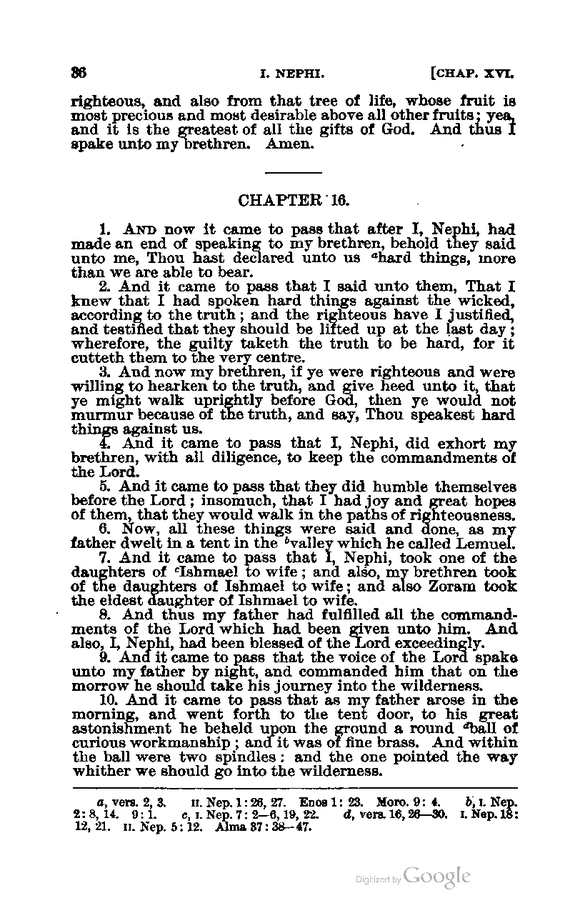 36 I. NEPHI. [CHAP. XVI.
righteous, and also from that tree of life, whose fruit is
most precious and most desirable above all other fruits; yea,
and it is the greatest of all the gifts of God. And thus I
spake unto my brethren. Amen.
CHAPTER 16.
1. AND now it came to pass that after I, Nephi, had
made an end of speaking to my brethren, behold they said
unto me, Thou hast declared unto us ᵃhard things, more
than we are able to bear.
2. And it came to pass that I said unto them, That I
knew that I had spoken hard things against the wicked,
according to the truth; and the righteous have I justified,
and testified that they should be lifted up at the last day;
wherefore, the guilty taketh the truth to be hard, for it
cutteth them to the very centre.
3. And now my brethren, if ye were righteous and were
willing to hearken to the truth, and give heed unto it, that
ye might walk uprightly before God, then ye would not
murmur because of the truth, and say, Thou speakest hard
things against us.
4. And it came to pass that I, Nephi, did exhort my
brethren, with all diligence, to keep the commandments of
the Lord.
5. And it came to pass that they did humble themselves
before the Lord; insomuch, that I had joy and great hopes
of them, that they would walk in the paths of righteousness.
6. Now, all these things were said and done, as my
father dwelt in a tent in the ᵇvalley which he called Lemuel.
7. And it came to pass that I, Nephi, took one of the
daughters of ᶜIshmael to wife; and also, my brethren took
of the daughters of Ishmael to wife; and also Zoram took
the eldest daughter of Ishmael to wife.
8. And thus my father had fulfilled all the command-
ments of the Lord which had been given unto him. And
also, I, Nephi, had been blessed of the Lord exceedingly.
9. And it came to pass that the voice of the Lord spake
unto my father by night, and commanded him that on the
morrow he should take his journey into the wilderness.
10. And it came to pass that as my father arose in the
morning, and went forth to the tent door, to his great
astonishment he beheld upon the ground a round ᵈball of
curious workmanship; and it was of fine brass. And within
the ball were two spindles; and the one pointed the way
whither we should go into the wilderness.
a, vers. 2, 3. II. Nep. 1: 26, 27. Enos 1: 23. Moro. 9: 4. b, I. Nep.
2: 8, 14. 9: 1. c, I. Nep. 7: 2—6, 19, 22. d, vers. 16, 26—30. I. Nep. 18:
12, 21. II. Nep. 5: 12. Alma 37: 38—47.
Digitized by Google